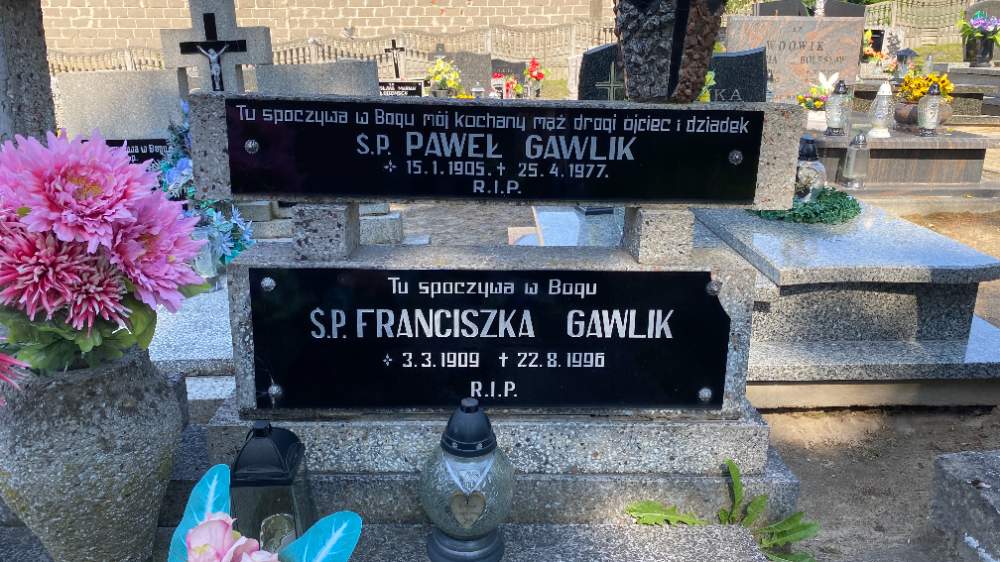 Tu spoczywa w Bogu mój kochany mąż drogi ojciec i dziadek
Ś.P. PAWEŁ GAWLIK
15.1.1905. † 25.4.1977.
R.I.P.
Tu spoczywa w Bogu
Ś.P. FRANCISZKA GAWLIK
3.3.1909 † 22.8.1996
R.I.P.
WDOWIK